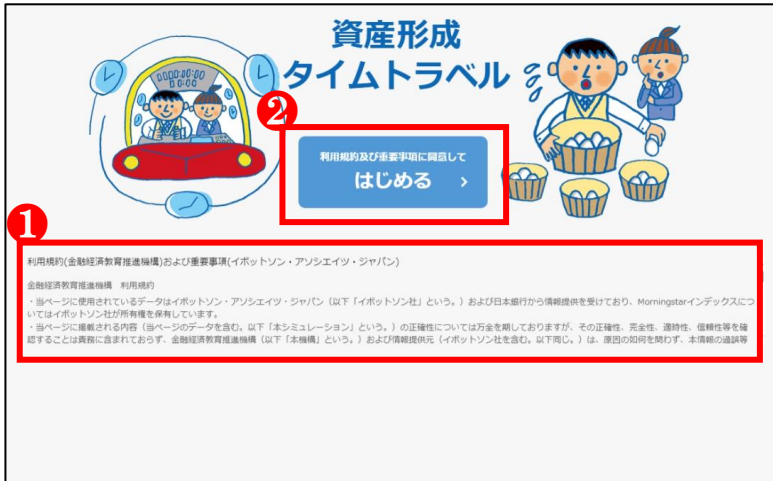 資産形成
タイムトラベル
00:00:00
00:00
❷
利用規約及び重要事項に同意して
はじめる ›
❶
利用規約(金融経済教育推進機構)および重要事項(イボットソン・アソシエイツ・ジャパン)
金融経済教育推進機構 利用規約
・当ページに使用されているデータはイボットソン・アソシエイツ・ジャパン（以下「イボットソン社」という。）および日本銀行から情報提供を受けており、Morningstarインデックスにつ
いてはイボットソン社が所有権を保有しています。
・当ページに掲載される内容（当ページのデータを含む。以下「本シミュレーション」という。）の正確性については万全を期しておりますが、その正確性、完全性、適時性、信頼性等を確
認することは責務に含まれておらず、金融経済教育推進機構（以下「本機構」という。）および情報提供元（イボットソン社を含む。以下同じ。）は、原因の如何を問わず、本情報の過誤等